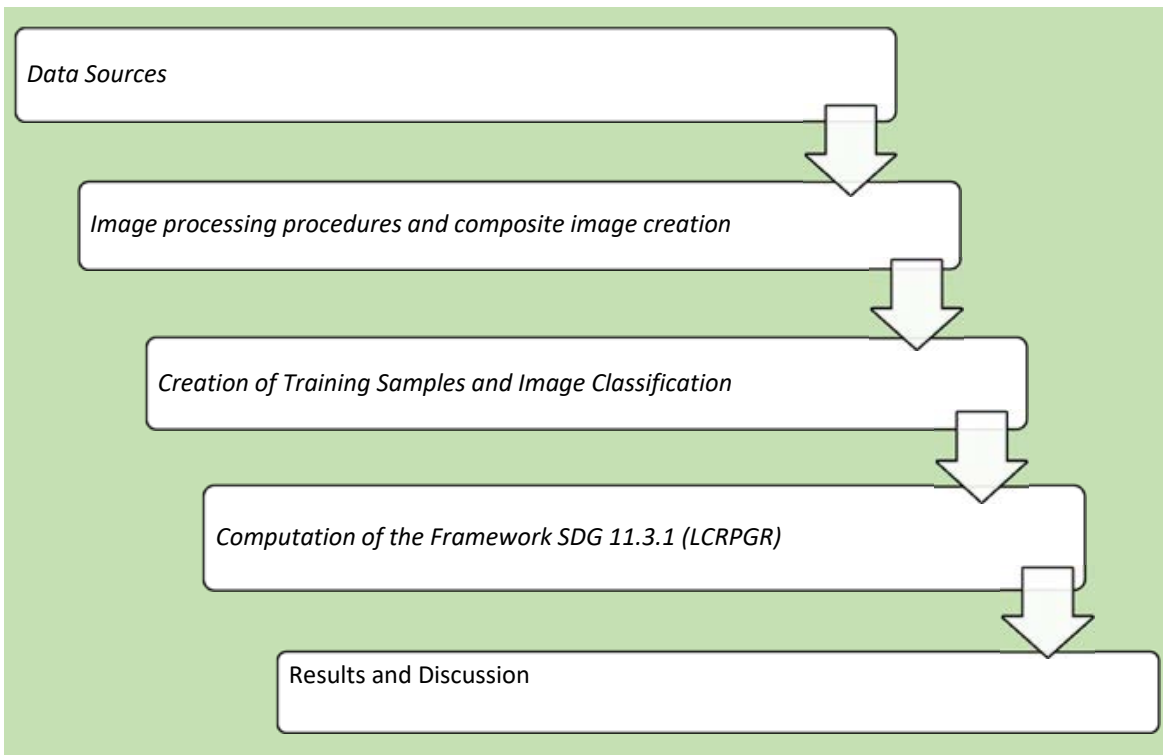 Data Sources
Image processing procedures and composite image creation
Creation of Training Samples and Image Classification
Computation of the Framework SDG 11.3.1 (LCRPGR)
Results and Discussion